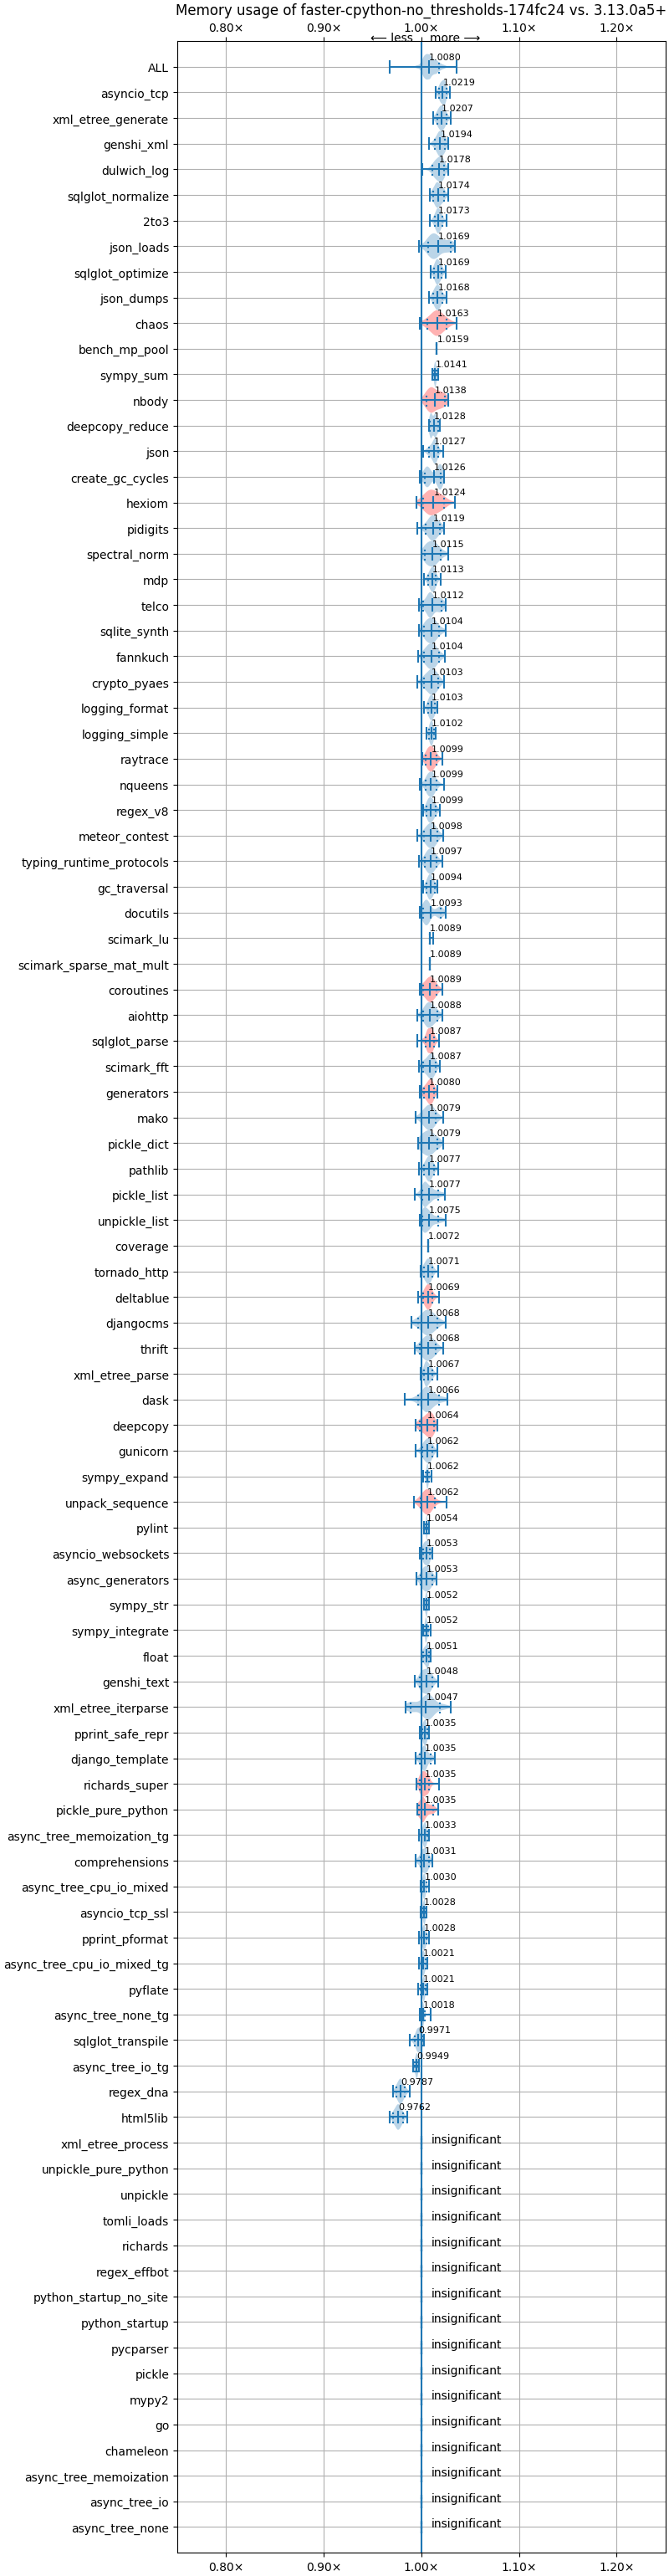 Memory usage of faster-cpython-no_thresholds-174fc24 vs. 3.13.0a5+
0.80× 0.90× 1.00× 1.10× 1.20×
⟵ less more ⟶
ALL 1.0080
asyncio_tcp 1.0219
xml_etree_generate 1.0207
genshi_xml 1.0194
dulwich_log 1.0178
sqlglot_normalize 1.0174
2to3 1.0173
json_loads 1.0169
sqlglot_optimize 1.0169
json_dumps 1.0168
chaos 1.0163
bench_mp_pool 1.0159
sympy_sum 1.0141
nbody 1.0138
deepcopy_reduce 1.0128
json 1.0127
create_gc_cycles 1.0126
hexiom 1.0124
pidigits 1.0119
spectral_norm 1.0115
mdp 1.0113
telco 1.0112
sqlite_synth 1.0104
fannkuch 1.0104
crypto_pyaes 1.0103
logging_format 1.0103
logging_simple 1.0102
raytrace 1.0099
nqueens 1.0099
regex_v8 1.0099
meteor_contest 1.0098
typing_runtime_protocols 1.0097
gc_traversal 1.0094
docutils 1.0093
scimark_lu 1.0089
scimark_sparse_mat_mult 1.0089
coroutines 1.0089
aiohttp 1.0088
sqlglot_parse 1.0087
scimark_fft 1.0087
generators 1.0080
mako 1.0079
pickle_dict 1.0079
pathlib 1.0077
pickle_list 1.0077
unpickle_list 1.0075
coverage 1.0072
tornado_http 1.0071
deltablue 1.0069
djangocms 1.0068
thrift 1.0068
xml_etree_parse 1.0067
dask 1.0066
deepcopy 1.0064
gunicorn 1.0062
sympy_expand 1.0062
unpack_sequence 1.0062
pylint 1.0054
asyncio_websockets 1.0053
async_generators 1.0053
sympy_str 1.0052
sympy_integrate 1.0052
float 1.0051
genshi_text 1.0048
xml_etree_iterparse 1.0047
pprint_safe_repr 1.0035
django_template 1.0035
richards_super 1.0035
pickle_pure_python 1.0035
async_tree_memoization_tg 1.0033
comprehensions 1.0031
async_tree_cpu_io_mixed 1.0030
asyncio_tcp_ssl 1.0028
pprint_pformat 1.0028
async_tree_cpu_io_mixed_tg 1.0021
pyflate 1.0021
async_tree_none_tg 1.0018
sqlglot_transpile 0.9971
async_tree_io_tg 0.9949
regex_dna 0.9787
html5lib 0.9762
xml_etree_process insignificant
unpickle_pure_python insignificant
unpickle insignificant
tomli_loads insignificant
richards insignificant
regex_effbot insignificant
python_startup_no_site insignificant
python_startup insignificant
pycparser insignificant
pickle insignificant
mypy2 insignificant
go insignificant
chameleon insignificant
async_tree_memoization insignificant
async_tree_io insignificant
async_tree_none insignificant
0.80× 0.90× 1.00× 1.10× 1.20×